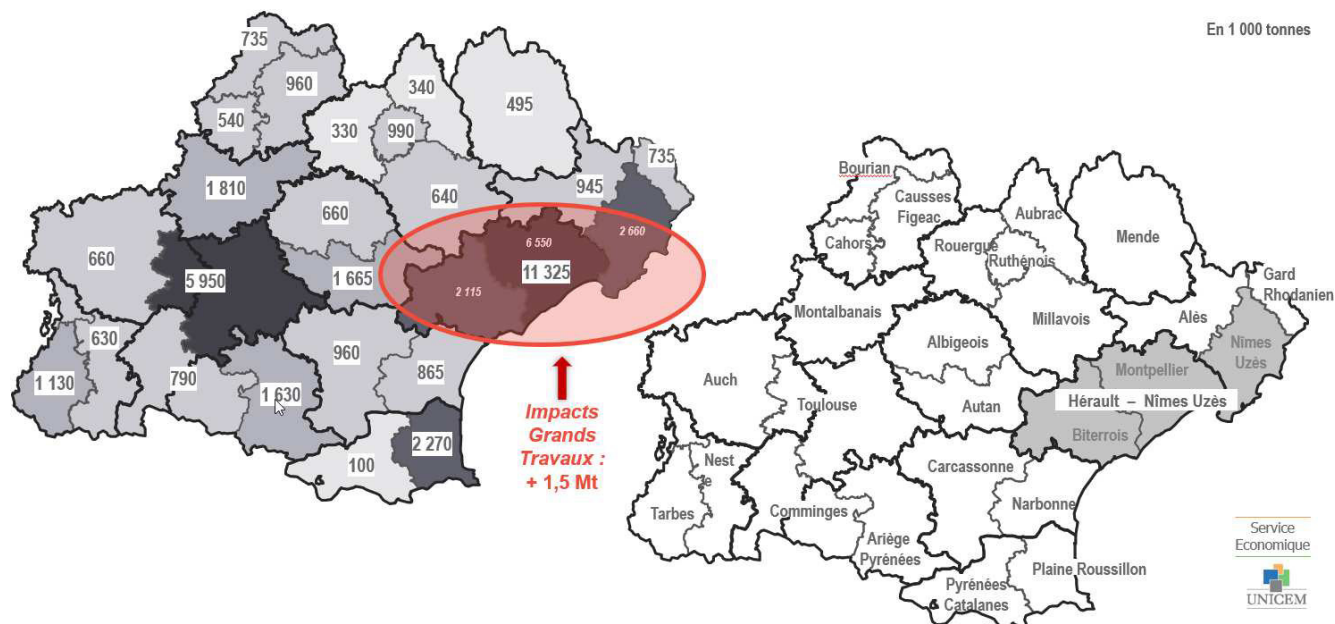 En 1 000 tonnes
735
960
340
495
540
330
990
735
1 810
640
945
660
660
6 550
2 660
5 950
1 665
11 325
2 115
630
960
1 130
790
865
1 630
2 270
100
Impacts
Grands
Travaux :
+ 1,5 Mt
Bourian
Causses
Figeac
Cahors
Aubrac
Rouergue
Ruthénois
Mende
Gard
Rhodanien
Montalbanais
Millavois
Alès
Albigeois
Nîmes
Uzès
Auch
Montpellier
Toulouse
Autan
Hérault – Nîmes Uzès
Biterrois
Carcassonne
Nest
e
Narbonne
Tarbes
Comminges
Ariège
Pyrénées
Plaine Roussillon
Pyrénées
Catalanes
Service
Economique
UNICEM